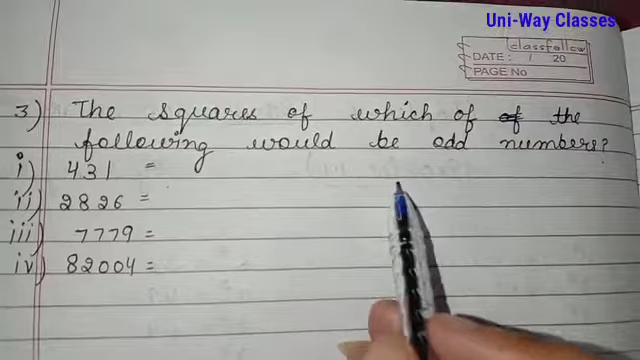 Uni-Way Classes
classfellow
DATE : / 20
PAGE No
3) The squares of which of of the
following would be odd numbers?
i) 431 =
ii) 2826 =
iii) 7779 =
iv) 82004 =